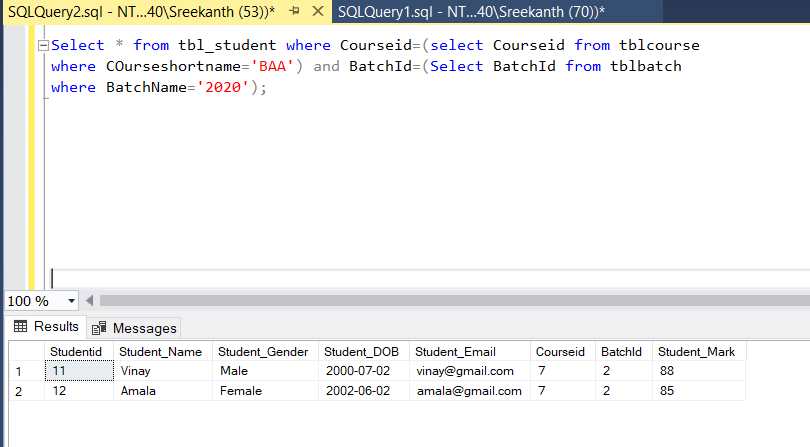 SQLQuery2.sql - NT...40\Sreekanth (53))* SQLQuery1.sql - NT...40\Sreekanth (70))*
Select * from tbl_student where Courseid=(select Courseid from tblcourse
where COurseshortname='BAA') and BatchId=(Select BatchId from tblbatch
where BatchName='2020');
100 %
Results Messages
Studentid Student_Name Student_Gender Student_DOB Student_Email Courseid BatchId Student_Mark
1 11 Vinay Male 2000-07-02 vinay@gmail.com 7 2 88
2 12 Amala Female 2002-06-02 amala@gmail.com 7 2 85